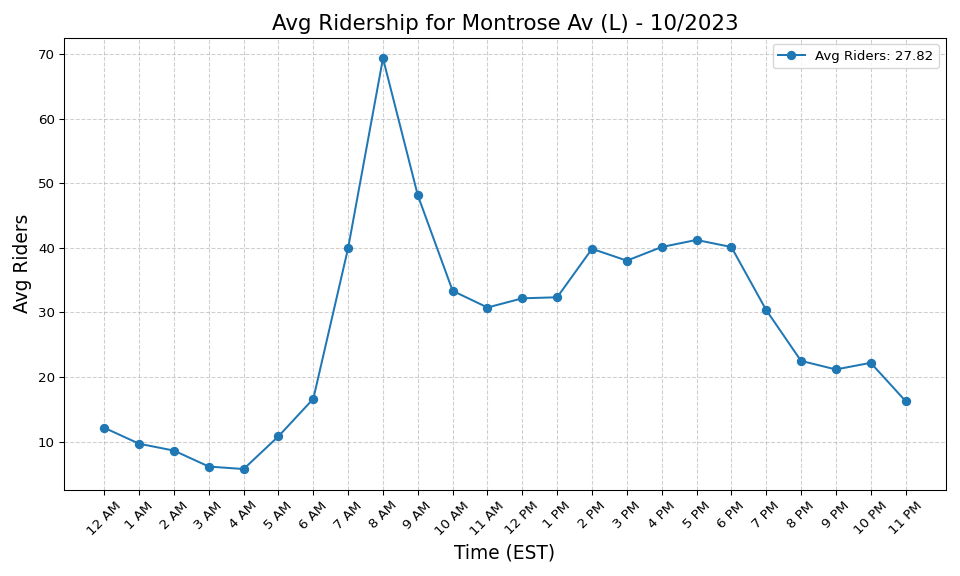 Avg Ridership for Montrose Av (L) - 10/2023
Avg Riders: 27.82
Avg Riders
70
60
50
40
30
20
10
12 AM
1 AM
2 AM
3 AM
4 AM
5 AM
6 AM
7 AM
8 AM
9 AM
10 AM
11 AM
12 PM
1 PM
2 PM
3 PM
4 PM
5 PM
6 PM
7 PM
8 PM
9 PM
10 PM
11 PM
Time (EST)